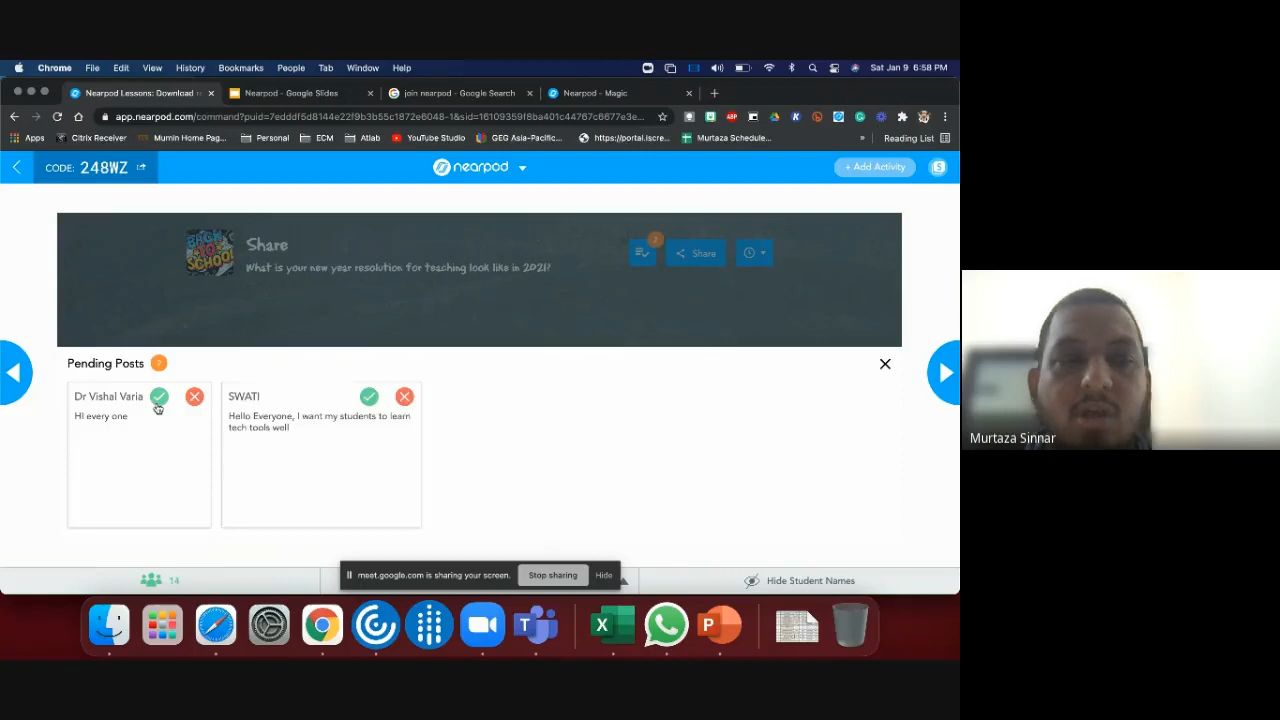 Chrome File Edit View History Bookmarks People Tab Window Help Sat Jan 9 6:58 PM
Nearpod Lessons: Download r Nearpod - Google Slides join nearpod - Google Search Nearpod - Magic
app.nearpod.com/command?puid=7edddf5d8144e22f9b3b55c1872e6048-1&sid=16109359f8ba401c44767c6677e3e...
Apps Citrix Receiver Mumin Home Pag... Personal ECM Atlab YouTube Studio GEG Asia-Pacific... https://portal.iscre... Murtaza Schedule... » Reading List
CODE: 248WZ nearpod + Add Activity S
BACK TO SCHOOL
Share
What is your new year resolution for teaching look like in 2021?
Share
Pending Posts
Dr Vishal Varia
HI every one
SWATI
Hello Everyone, I want my students to learn
tech tools well
Murtaza Sinnar
14 meet.google.com is sharing your screen. Stop sharing Hide Hide Student Names